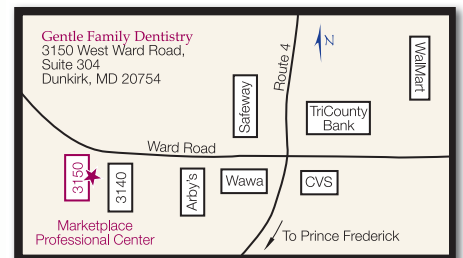 Gentle Family Dentistry
3150 West Ward Road,
Suite 304
Dunkirk, MD 20754
N
Route 4
WalMart
Safeway
TriCounty
Bank
Ward Road
3150
3140
Arby's
Wawa
CVS
Marketplace
Professional Center
To Prince Frederick